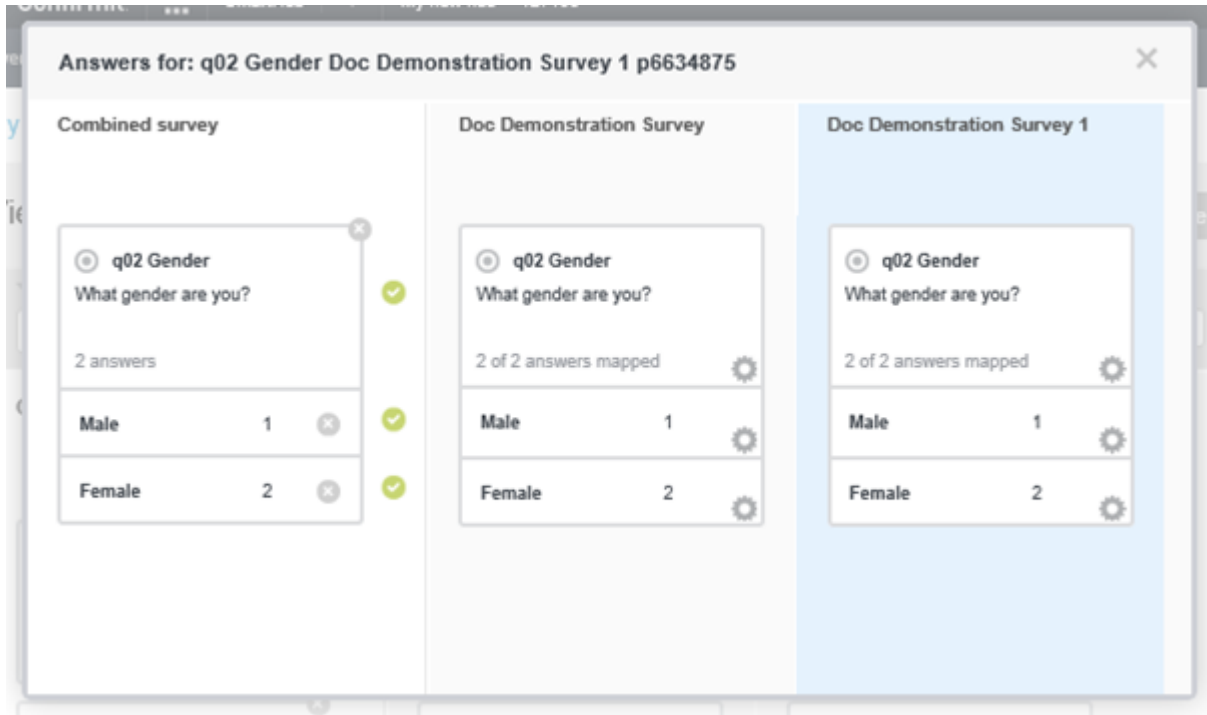 Answers for: q02 Gender Doc Demonstration Survey 1 p6634875
Combined survey
Doc Demonstration Survey
Doc Demonstration Survey 1
q02 Gender
What gender are you?
2 answers
Male 1
Female 2
q02 Gender
What gender are you?
2 of 2 answers mapped
Male 1
Female 2
q02 Gender
What gender are you?
2 of 2 answers mapped
Male 1
Female 2